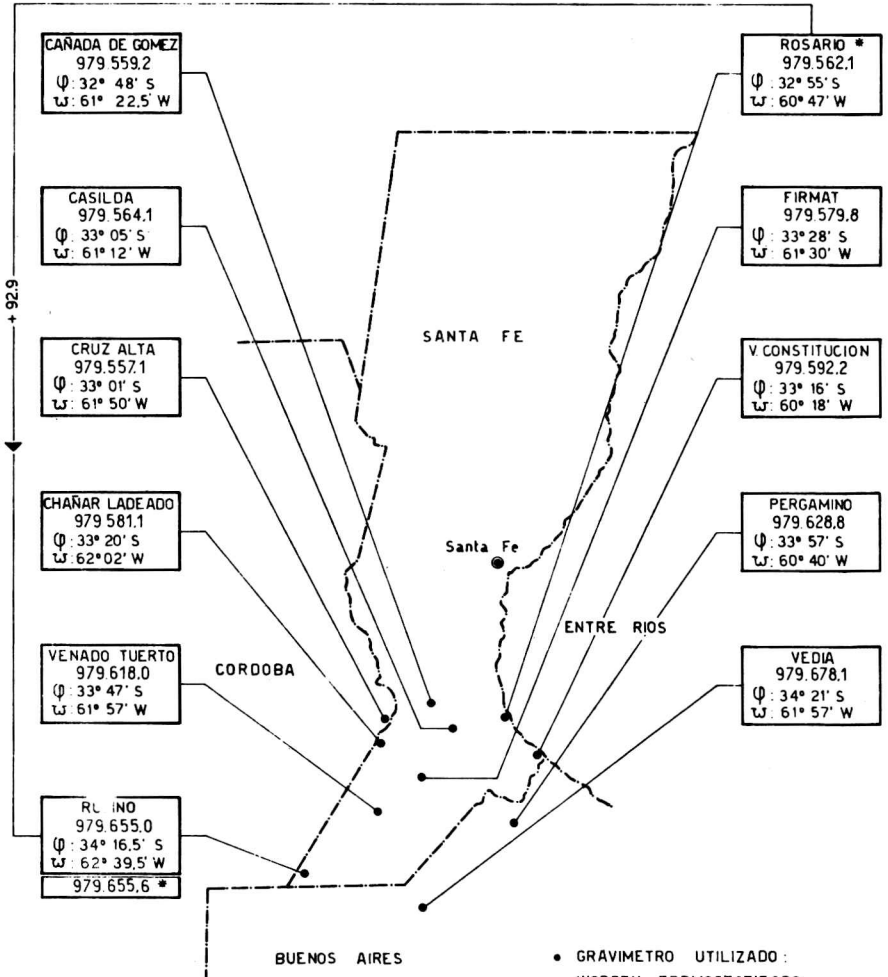 CAÑADA DE GOMEZ
979.559,2
φ: 32° 48' S
ω: 61° 22,5' W
CASILDA
979.564,1
φ: 33° 05' S
ω: 61° 12' W
CRUZ ALTA
979.557,1
φ: 33° 01' S
ω: 61° 50' W
CHAÑAR LADEADO
979.581,1
φ: 33° 20' S
ω: 62° 02' W
VENADO TUERTO
979.618,0
φ: 33° 47' S
ω: 61° 57' W
979.655,0
φ: 34° 16,5' S
ω: 62° 39,5' W
979.655,6 *
+ 92.9
ROSARIO *
979.562,1
φ: 32° 55' S
ω: 60° 47' W
FIRMAT
979.579,8
φ: 33° 28' S
ω: 61° 30' W
V. CONSTITUCION
979.592,2
φ: 33° 16' S
ω: 60° 18' W
PERGAMINO
979.628,8
φ: 33° 57' S
ω: 60° 40' W
VEDIA
979.678,1
φ: 34° 21' S
ω: 61° 57' W
SANTA FE
Santa Fe
ENTRE RIOS
CORDOBA
BUENOS AIRES
• GRAVIMETRO UTILIZADO :